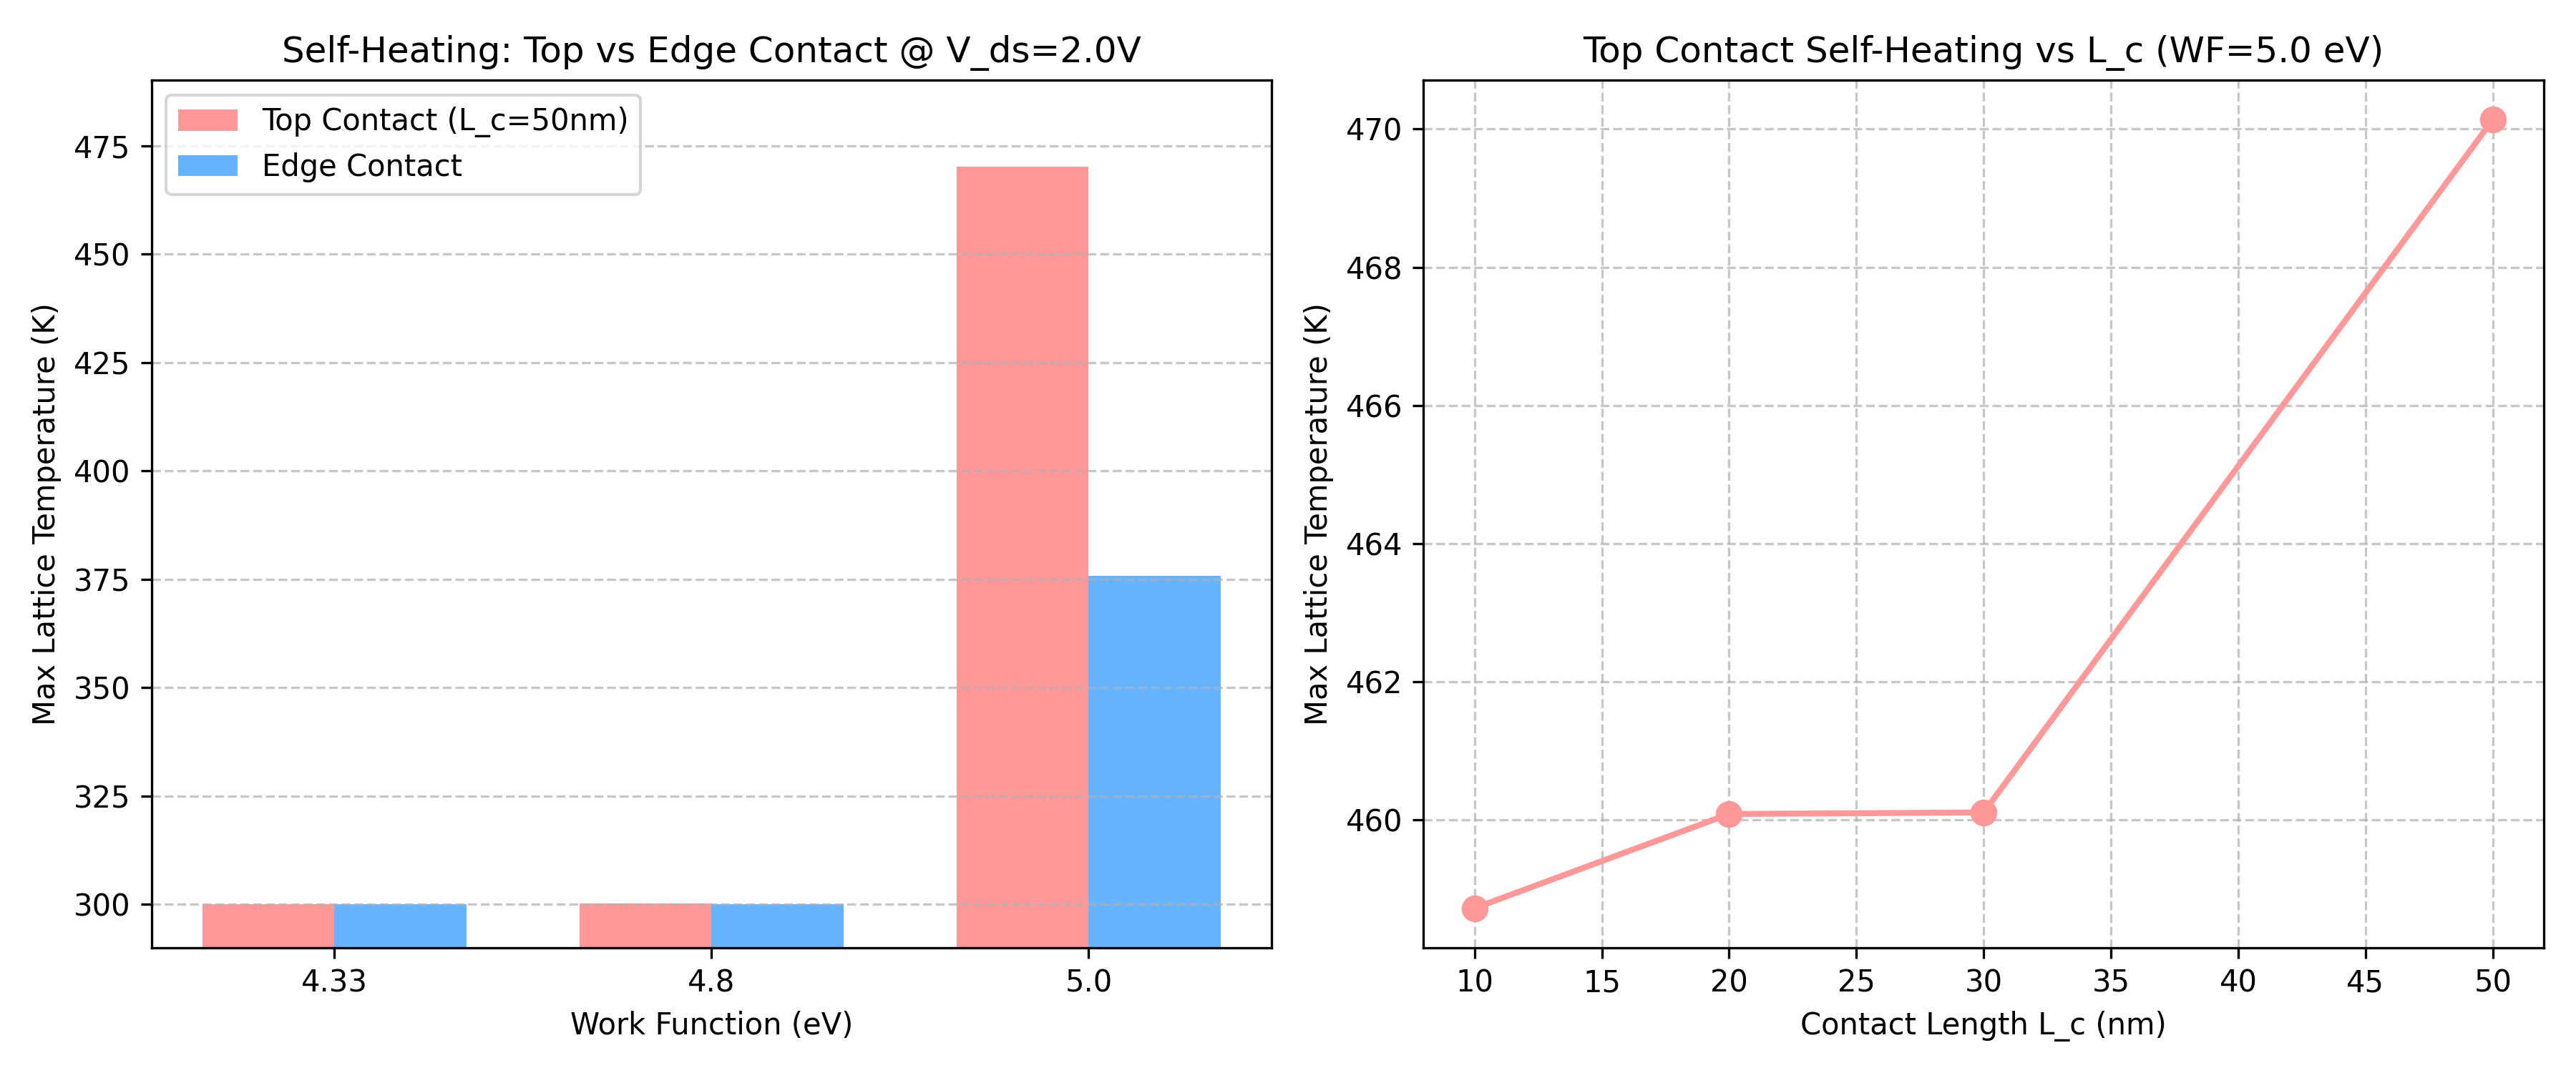 Self-Heating: Top vs Edge Contact @ V_ds=2.0V
Top Contact (L_c=50nm)
Edge Contact
Max Lattice Temperature (K)
475
450
425
400
375
350
325
300
4.33 4.8 5.0
Work Function (eV)
Top Contact Self-Heating vs L_c (WF=5.0 eV)
Max Lattice Temperature (K)
470
468
466
464
462
460
10 15 20 25 30 35 40 45 50
Contact Length L_c (nm)